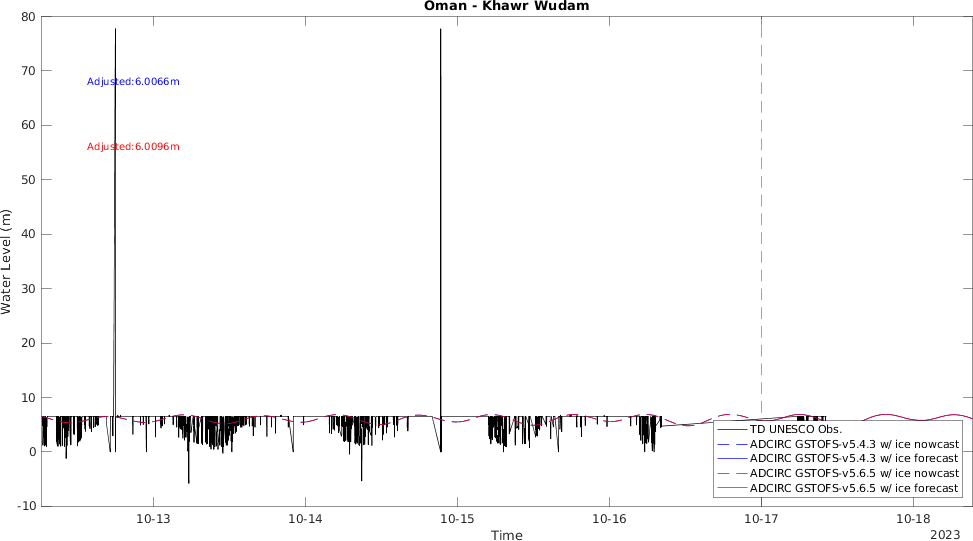 Oman - Khawr Wudam
80
70
60
50
40
30
20
10
0
-10
Water Level (m)
Adjusted:6.0066m
Adjusted:6.0096m
TD UNESCO Obs.
ADCIRC GSTOFS-v5.4.3 w/ ice nowcast
ADCIRC GSTOFS-v5.4.3 w/ ice forecast
ADCIRC GSTOFS-v5.6.5 w/ ice nowcast
ADCIRC GSTOFS-v5.6.5 w/ ice forecast
10-13 10-14 10-15 10-16 10-17 10-18
Time
2023